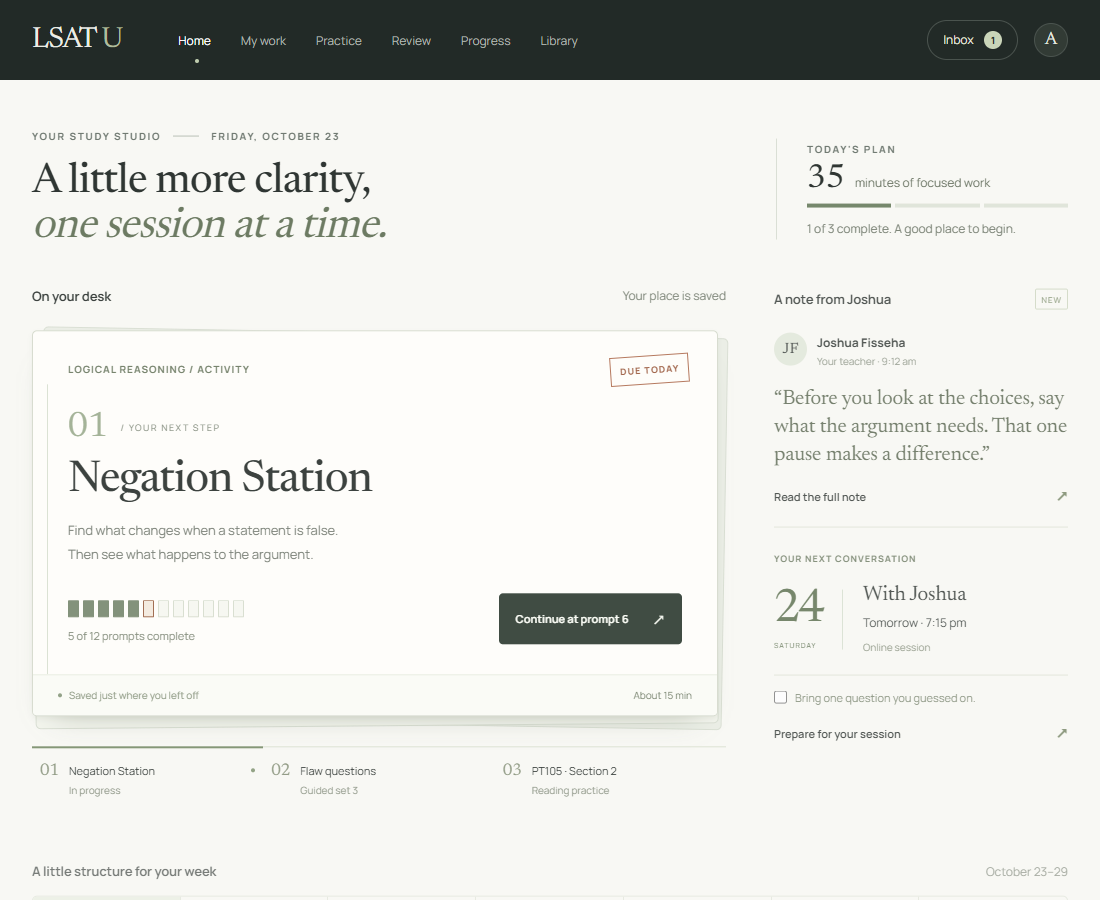 LSAT U
Home
My work
Practice
Review
Progress
Library
Inbox
1
A
YOUR STUDY STUDIO
FRIDAY, OCTOBER 23
A little more clarity,
one session at a time.
TODAY'S PLAN
35 minutes of focused work
1 of 3 complete. A good place to begin.
On your desk
Your place is saved
LOGICAL REASONING / ACTIVITY
DUE TODAY
01 / YOUR NEXT STEP
Negation Station
Find what changes when a statement is false.
Then see what happens to the argument.
5 of 12 prompts complete
Continue at prompt 6 ↗
Saved just where you left off
About 15 min
01 Negation Station
In progress
02 Flaw questions
Guided set 3
03 PT105 · Section 2
Reading practice
A note from Joshua
NEW
JF
Joshua Fisseha
Your teacher · 9:12 am
“Before you look at the choices, say
what the argument needs. That one
pause makes a difference.”
Read the full note ↗
YOUR NEXT CONVERSATION
24
SATURDAY
With Joshua
Tomorrow · 7:15 pm
Online session
Bring one question you guessed on.
Prepare for your session ↗
A little structure for your week
October 23–29